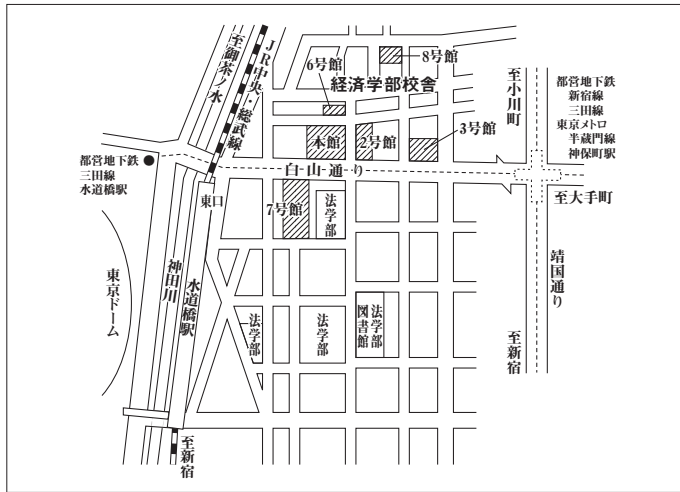 至御茶ノ水
JR中央・総武線
6号館
8号館
経済学部校舎
本館
2号館
3号館
白山通り
至小川町
都営地下鉄
新宿線
三田線
東京メトロ
半蔵門線
神保町駅
都営地下鉄
三田線
水道橋駅
東口
7号館
法学部
至大手町
靖国通り
東京ドーム
神田川
水道橋駅
法学部
法学部
法学部
図書館
至新宿
至新宿